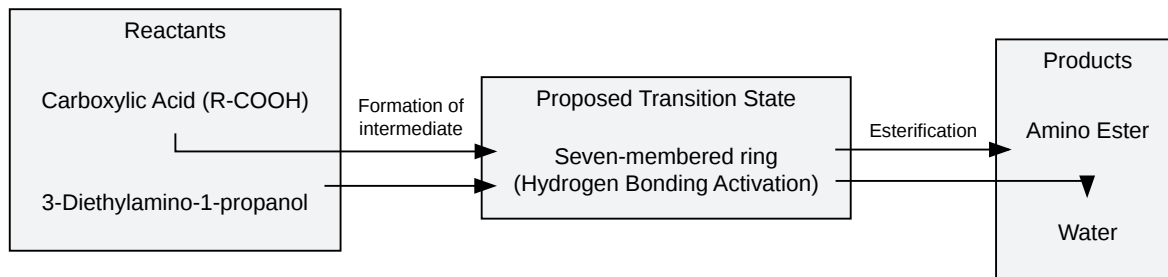 Reactants
Carboxylic Acid (R-COOH)
3-Diethylamino-1-propanol
Formation of
intermediate
Proposed Transition State
Seven-membered ring
(Hydrogen Bonding Activation)
Esterification
Products
Amino Ester
Water